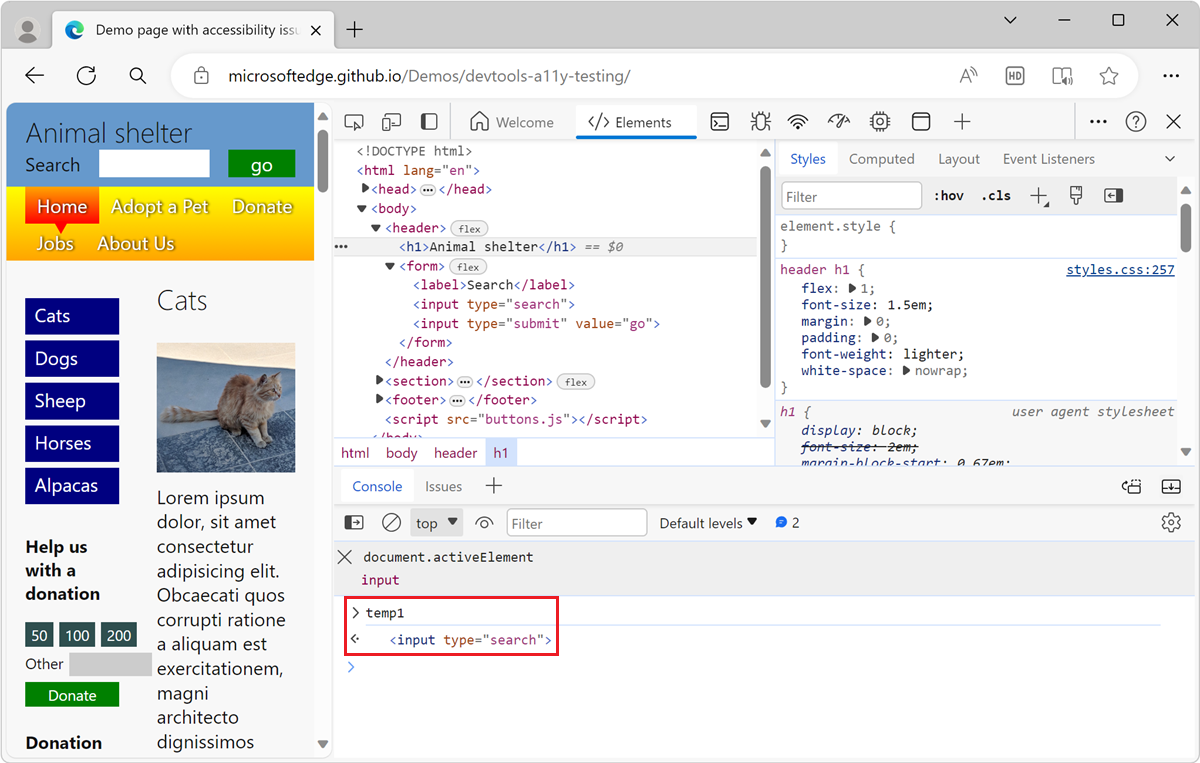 Demo page with accessibility issu
microsoftedge.github.io/Demos/devtools-a11y-testing/
HD
Animal shelter
Search
go
Home Adopt a Pet Donate
Jobs About Us
Cats
Dogs
Sheep
Horses
Alpacas
Help us
with a
donation
50 100 200
Other
Donate
Donation
Cats
Lorem ipsum
dolor, sit amet
consectetur
adipisicing elit.
Obcaecati quos
corrupti ratione
a aliquam est
exercitationem,
magni
architecto
dignissimos
Welcome
</> Elements
<!DOCTYPE html>
<html lang="en">
<head> ⋯ </head>
<body>
<header> flex
<h1>Animal shelter</h1> == $0
<form> flex
<label>Search</label>
<input type="search">
<input type="submit" value="go">
</form>
</header>
<section> ⋯ </section> flex
<footer> ⋯ </footer>
<script src="buttons.js"></script>
</body>
html body header h1
Styles Computed Layout Event Listeners
Filter :hov .cls
element.style {
}
header h1 { styles.css:257
flex: 1;
font-size: 1.5em;
margin: 0;
padding: 0;
font-weight: lighter;
white-space: nowrap;
}
h1 { user agent stylesheet
display: block;
font-size: 2em;
margin-block-start: 0.67em;
Console Issues
top Filter Default levels 2
document.activeElement
input
> temp1
<input type="search">